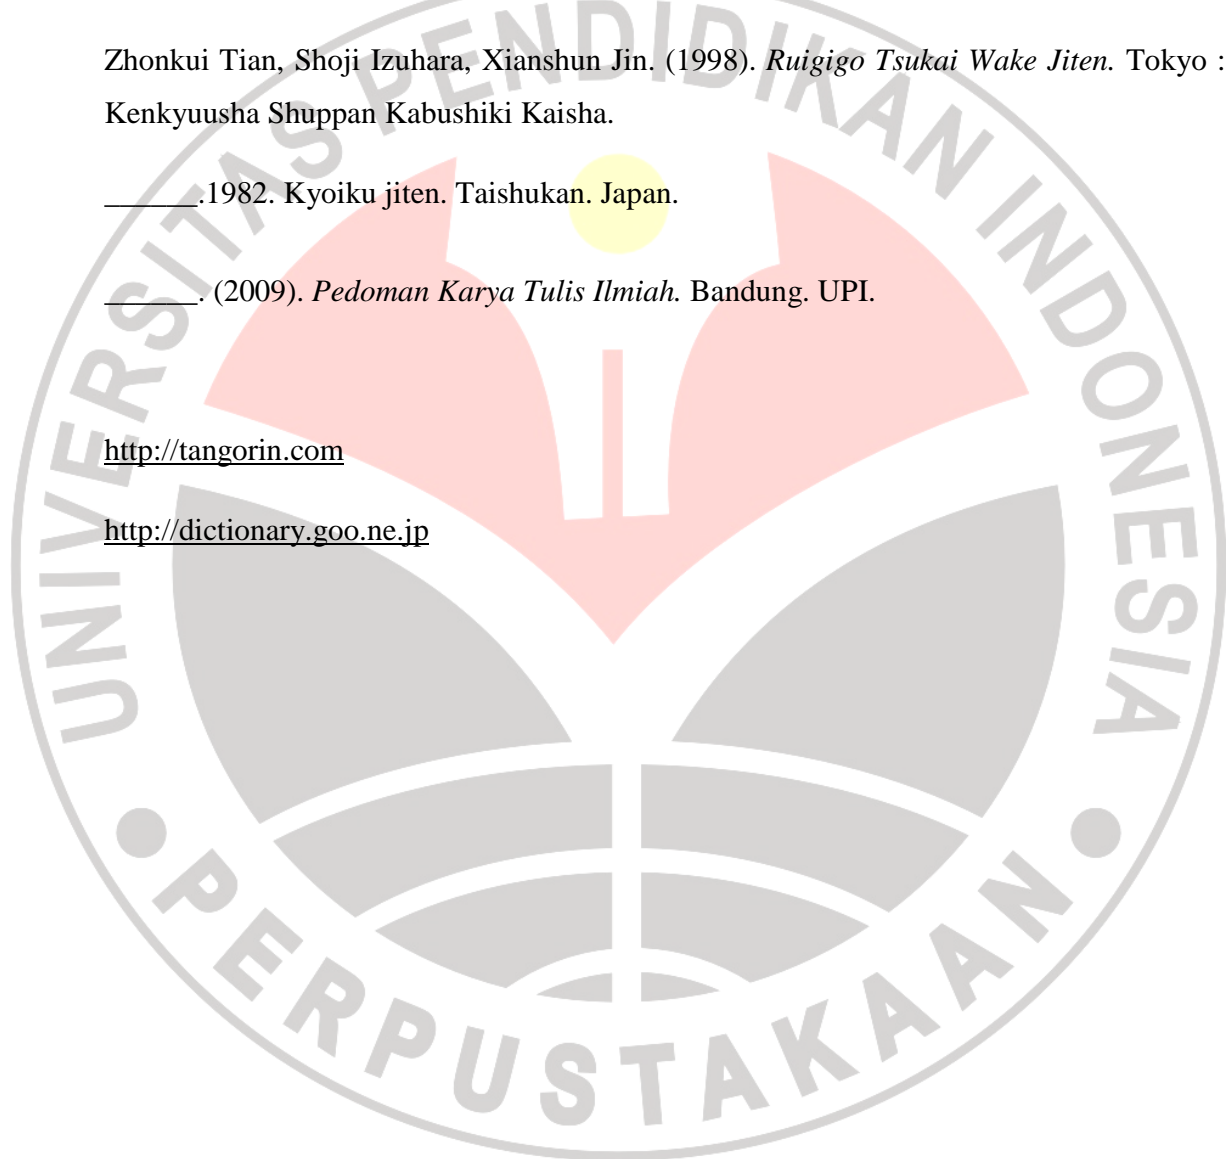 Zhonkui Tian, Shoji Izuhara, Xianshun Jin. (1998). Ruigigo Tsukai Wake Jiten. Tokyo :
Kenkyuusha Shuppan Kabushiki Kaisha.
______.1982. Kyoiku jiten. Taishukan. Japan.
______. (2009). Pedoman Karya Tulis Ilmiah. Bandung. UPI.
http://tangorin.com
http://dictionary.goo.ne.jp
UNIVERSITAS PENDIDIKAN INDONESIA
PERPUSTAKAAN